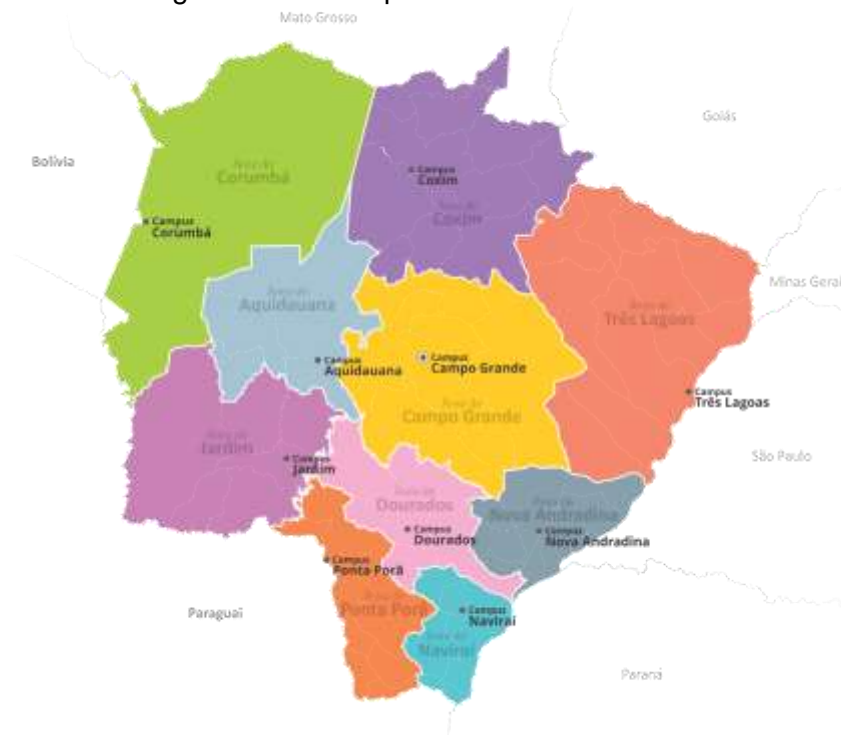 Mato Grosso
Goiás
Bolívia
Campus
Coxim
Área de
Corumbá
Área de
Coxim
Campus
Corumbá
Minas Gerai
Área de
Aquidauana
Área de
Três Lagoas
Campus
Aquidauana
Campus
Campo Grande
Campus
Três Lagoas
Área de
Campo Grande
Área de
Jardim
Campus
Jardim
São Paulo
Área de
Dourados
Área de
Nova Andradina
Campus
Dourados
Campus
Nova Andradina
Campus
Ponta Porã
Área de
Ponta Porã
Campus
Naviraí
Paraguai
Área de
Naviraí
Paraná